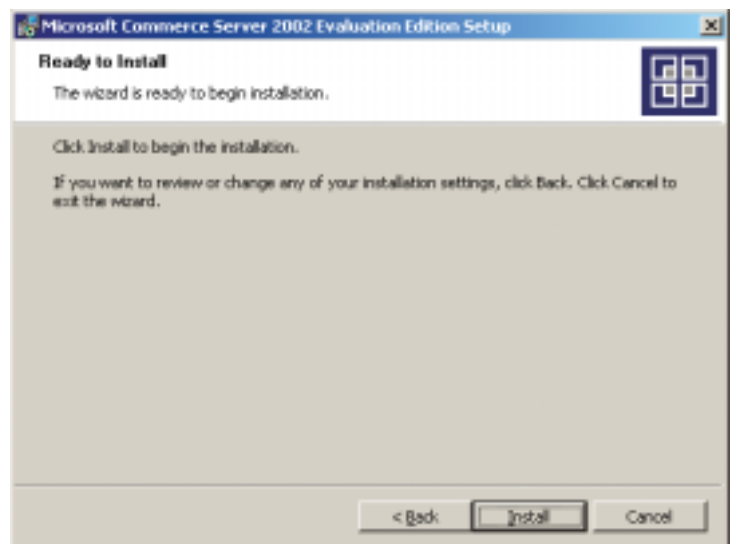 Microsoft Commerce Server 2002 Evaluation Edition Setup
Ready to Install
The wizard is ready to begin installation.
Click Install to begin the installation.
If you want to review or change any of your installation settings, click Back. Click Cancel to
exit the wizard.
< Back Install Cancel